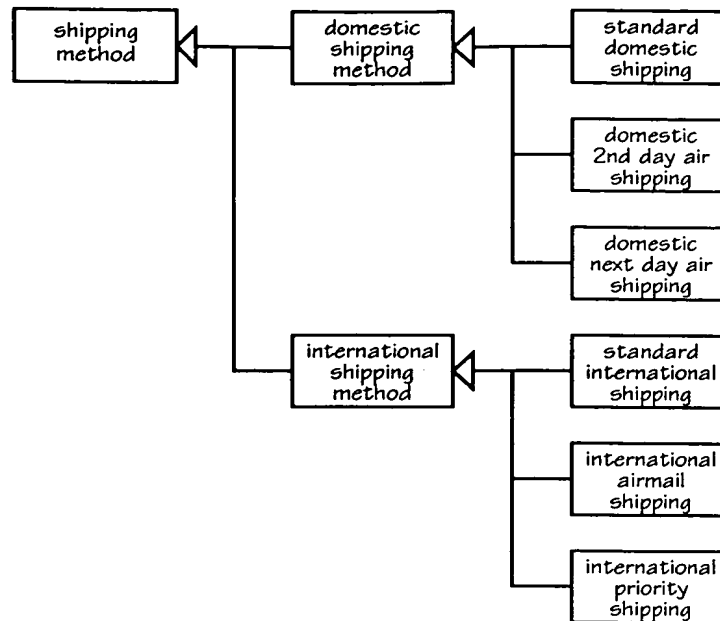 shipping
method
domestic
shipping
method
standard
domestic
shipping
domestic
2nd day air
shipping
domestic
next day air
shipping
international
shipping
method
standard
international
shipping
international
airmail
shipping
international
priority
shipping